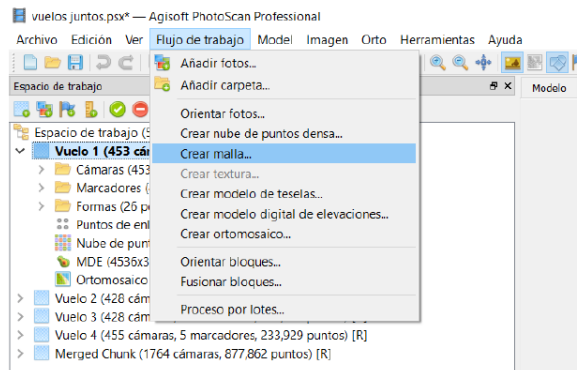 vuelos juntos.psx* — Agisoft PhotoScan Professional
Archivo Edición Ver Flujo de trabajo Model Imagen Orto Herramientas Ayuda
Añadir fotos...
Espacio de trabajo
Añadir carpeta...
Modelo
Orientar fotos...
Espacio de trabajo (5
Crear nube de puntos densa...
Vuelo 1 (453 cá
Crear malla...
Cámaras (453
Crear textura...
Marcadores (
Crear modelo de teselas...
Formas (26 p
Crear modelo digital de elevaciones...
Puntos de enl
Crear ortomosaico...
Nube de pun
MDE (4536x3
Orientar bloques...
Ortomosaico
Fusionar bloques...
Vuelo 2 (428 cám
Vuelo 3 (428 cám
Proceso por lotes...
Vuelo 4 (455 cámaras, 5 marcadores, 233,929 puntos) [R]
Merged Chunk (1764 cámaras, 877,862 puntos) [R]